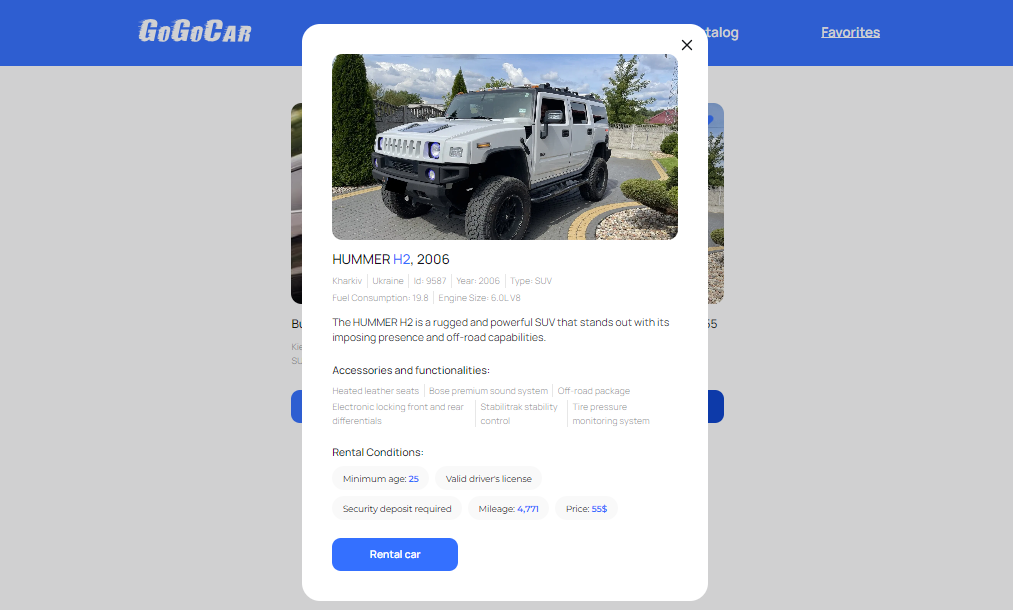 GoGoCar
talog
Favorites
HUMMER H2, 2006
Kharkiv Ukraine Id: 9587 Year: 2006 Type: SUV
Fuel Consumption: 19.8 Engine Size: 6.0L V8
The HUMMER H2 is a rugged and powerful SUV that stands out with its
imposing presence and off-road capabilities.
Accessories and functionalities:
Heated leather seats Bose premium sound system Off-road package
Electronic locking front and rear
differentials
Stabilitrak stability
control
Tire pressure
monitoring system
Rental Conditions:
Minimum age: 25 Valid driver's license
Security deposit required Mileage: 4,771 Price: 55$
Rental car
Bu
Kie
SU